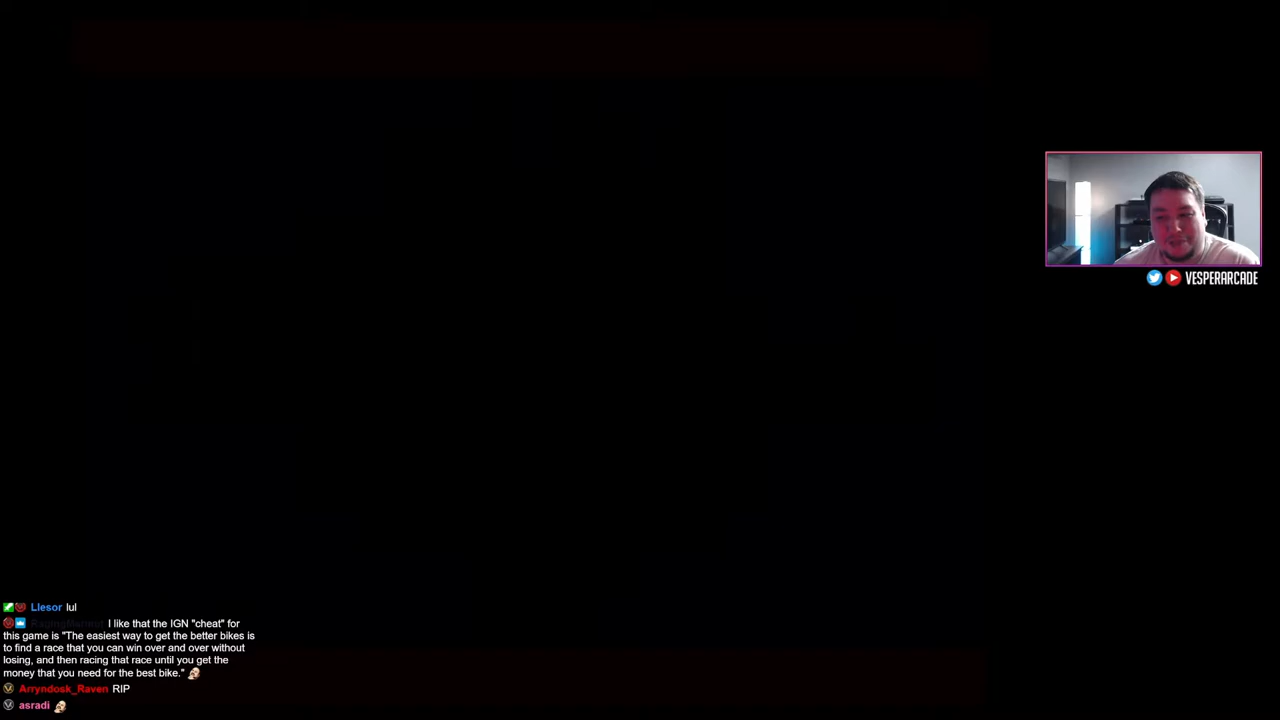 VESPERARCADE
Llesor lul
RagingMarmut I like that the IGN "cheat" for
this game is "The easiest way to get the better bikes is
to find a race that you can win over and over without
losing, and then racing that race until you get the
money that you need for the best bike."
Arryndosk_Raven RIP
asradi